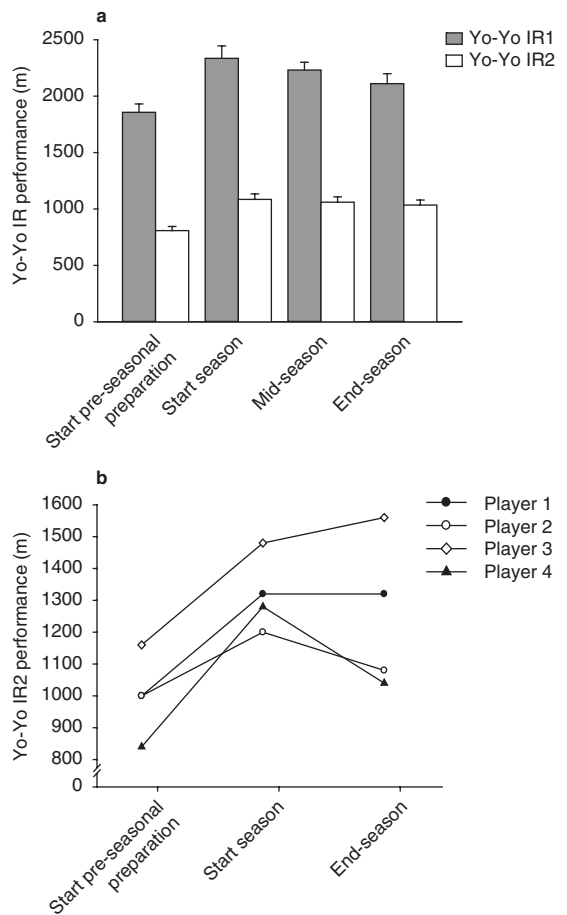 a
Yo-Yo IR1
Yo-Yo IR2
Yo-Yo IR performance (m)
2500
2000
1500
1000
500
0
Start pre-seasonal
preparation
Start season
Mid-season
End-season
b
Player 1
Player 2
Player 3
Player 4
Yo-Yo IR2 performance (m)
1600
1500
1400
1300
1200
1100
1000
900
800
0
Start pre-seasonal
preparation
Start season
End-season